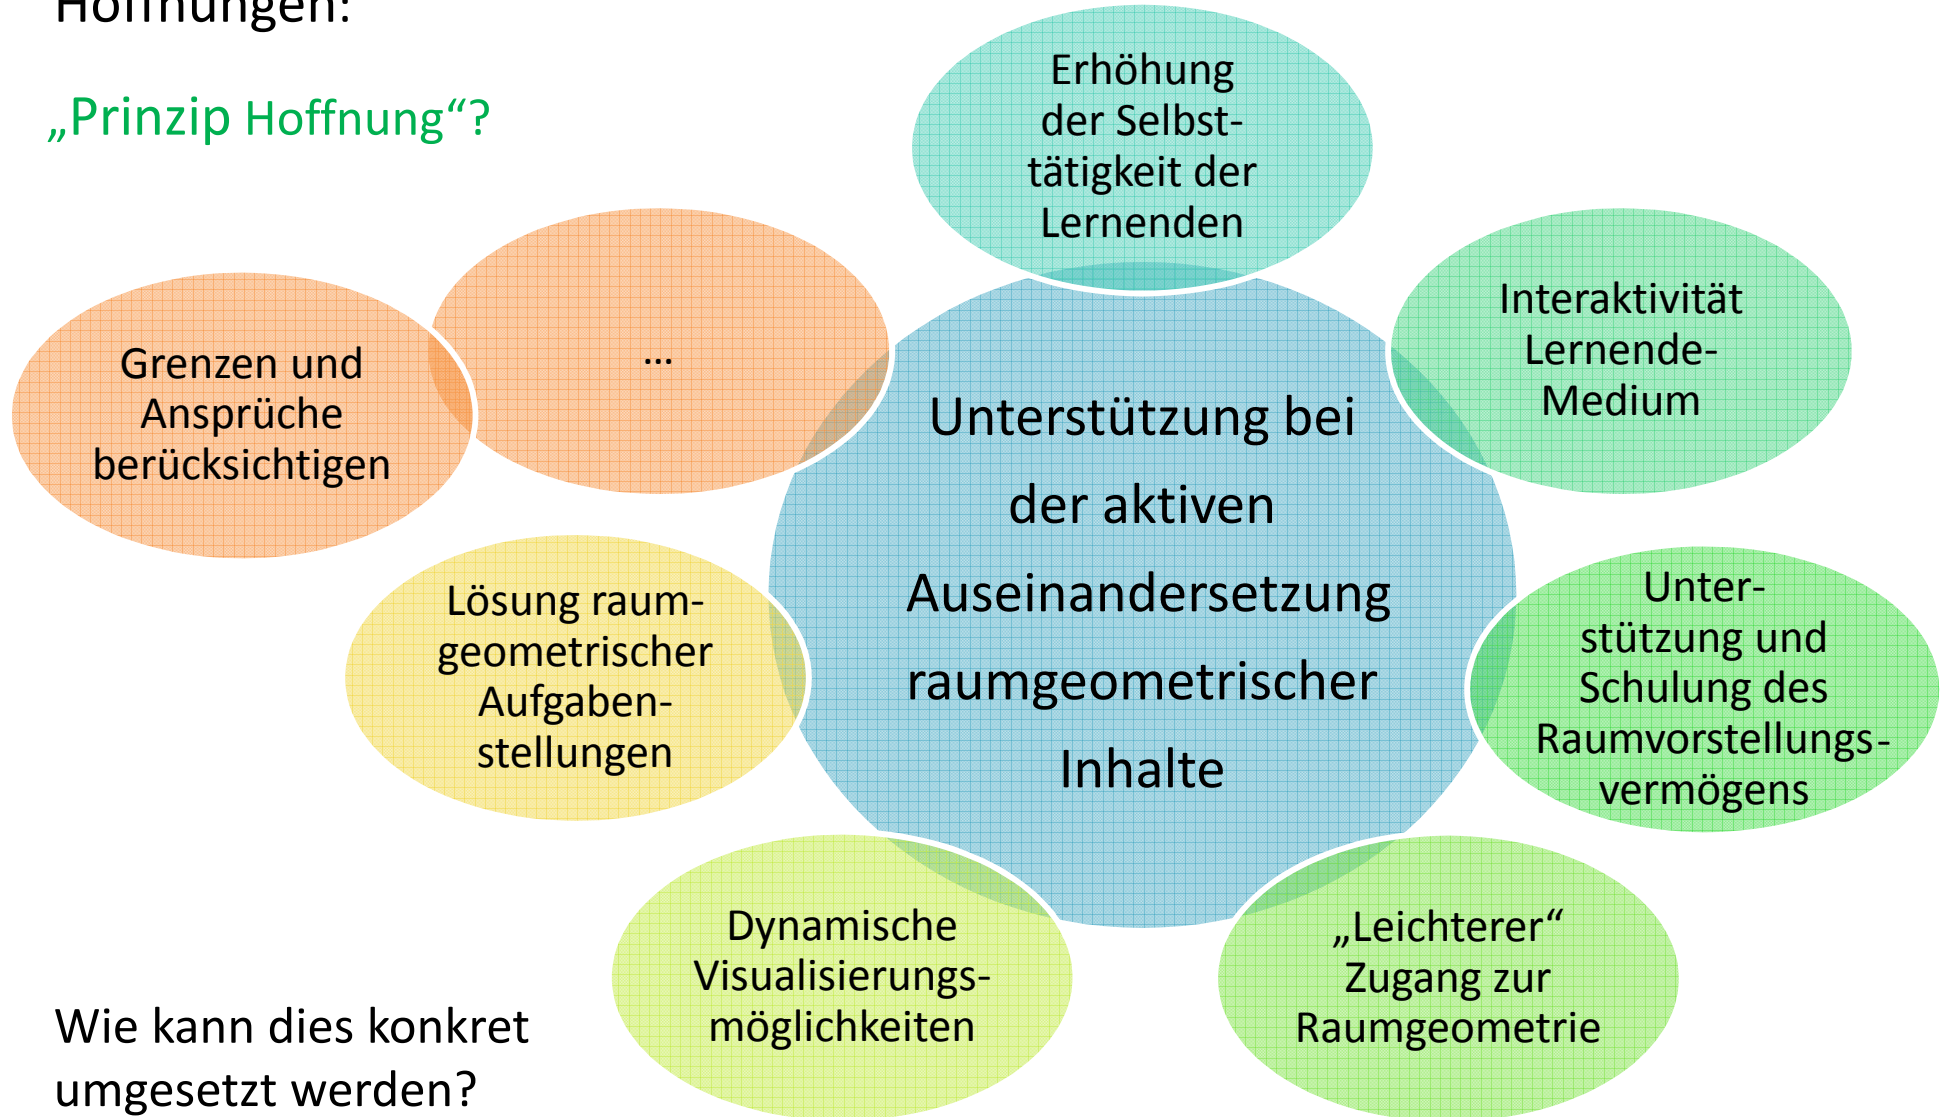 Hoffnungen:
„Prinzip Hoffnung“?
Erhöhung
der Selbst-
tätigkeit der
Lernenden
Interaktivität
Lernende-
Medium
Unter-
stützung und
Schulung des
Raumvorstellungs-
vermögens
„Leichterer“
Zugang zur
Raumgeometrie
Dynamische
Visualisierungs-
möglichkeiten
Lösung raum-
geometrischer
Aufgaben-
stellungen
...
Grenzen und
Ansprüche
berücksichtigen
Unterstützung bei
der aktiven
Auseinandersetzung
raumgeometrischer
Inhalte
Wie kann dies konkret
umgesetzt werden?